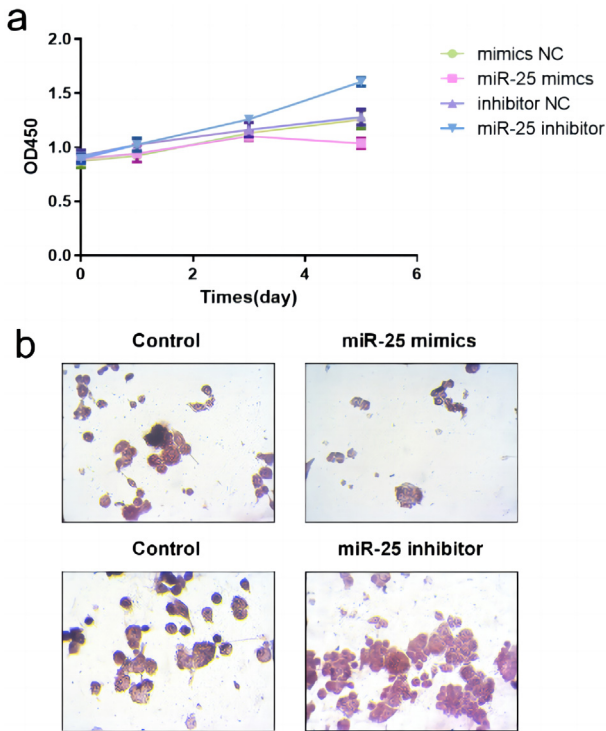 a
2.0
1.5
1.0
0.5
0.0
OD450
0 2 4 6
Times(day)
mimics NC
miR-25 mimcs
inhibitor NC
miR-25 inhibitor
b
Control
miR-25 mimics
Control
miR-25 inhibitor